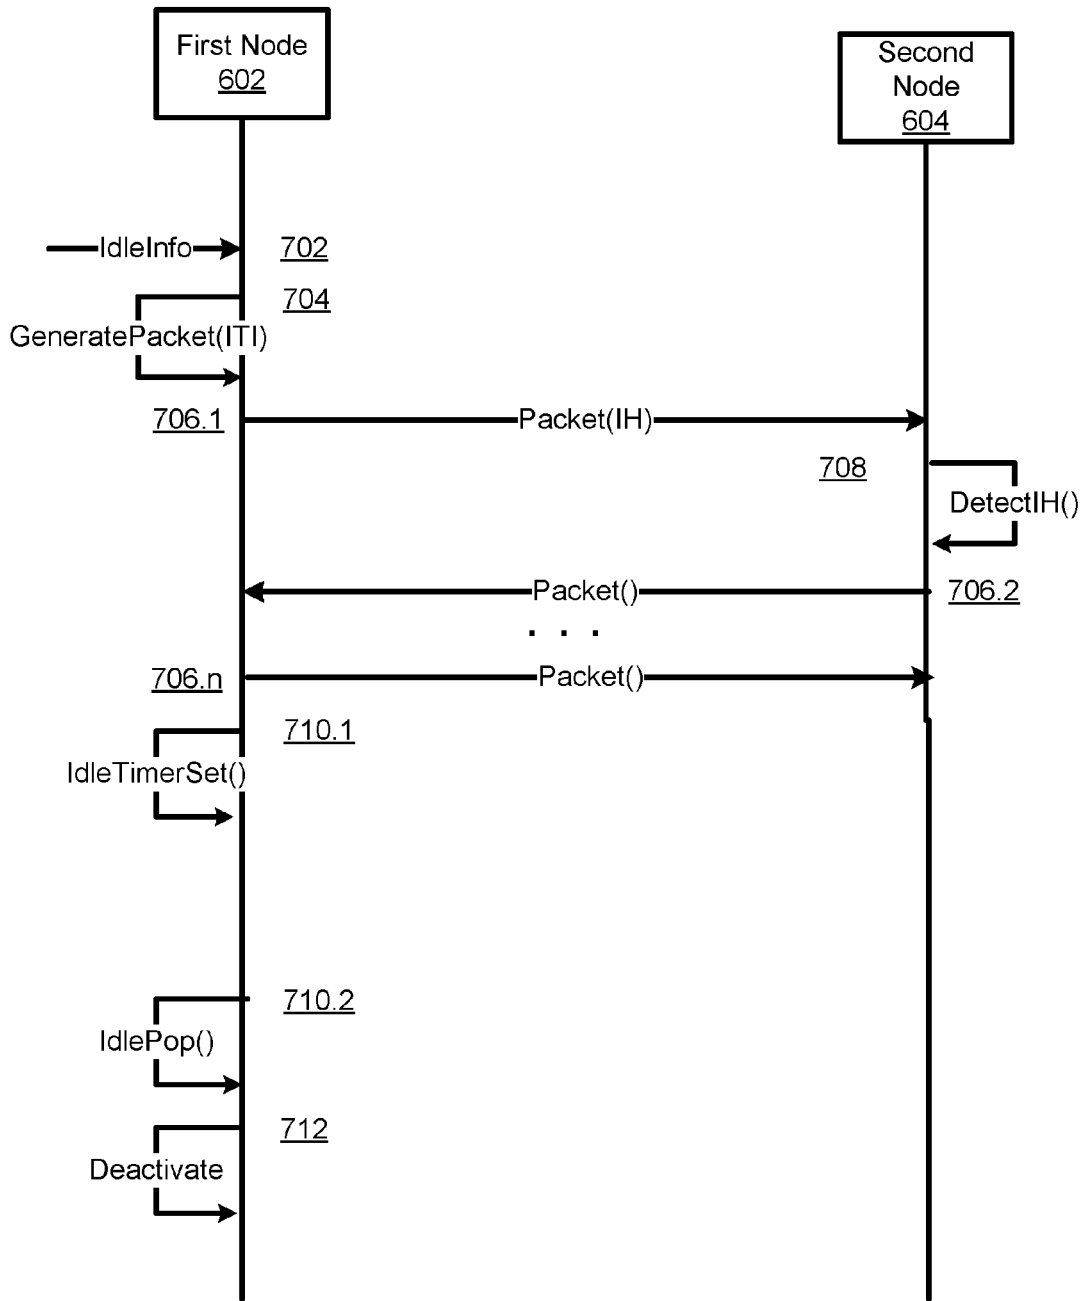 First Node
602
Second
Node
604
IdleInfo
702
704
GeneratePacket(ITI)
706.1
Packet(IH)
708
DetectIH()
Packet()
706.2
. . .
706.n
Packet()
710.1
IdleTimerSet()
710.2
IdlePop()
712
Deactivate